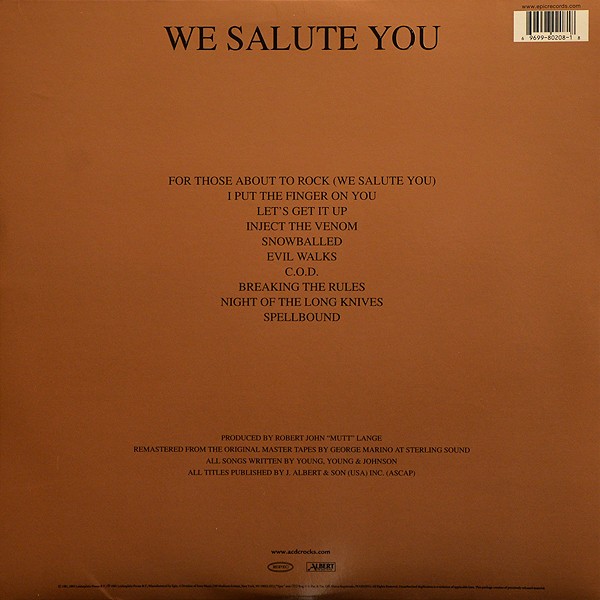 www.epicrecords.com
WE SALUTE YOU
6 9699-80208-1 8
FOR THOSE ABOUT TO ROCK (WE SALUTE YOU)
I PUT THE FINGER ON YOU
LET'S GET IT UP
INJECT THE VENOM
SNOWBALLED
EVIL WALKS
C.O.D.
BREAKING THE RULES
NIGHT OF THE LONG KNIVES
SPELLBOUND
PRODUCED BY ROBERT JOHN "MUTT" LANGE
REMASTERED FROM THE ORIGINAL MASTER TAPES BY GEORGE MARINO AT STERLING SOUND
ALL SONGS WRITTEN BY YOUNG, YOUNG & JOHNSON
ALL TITLES PUBLISHED BY J. ALBERT & SON (USA) INC. (ASCAP)
www.acdcrocks.com
epic
ALBERT